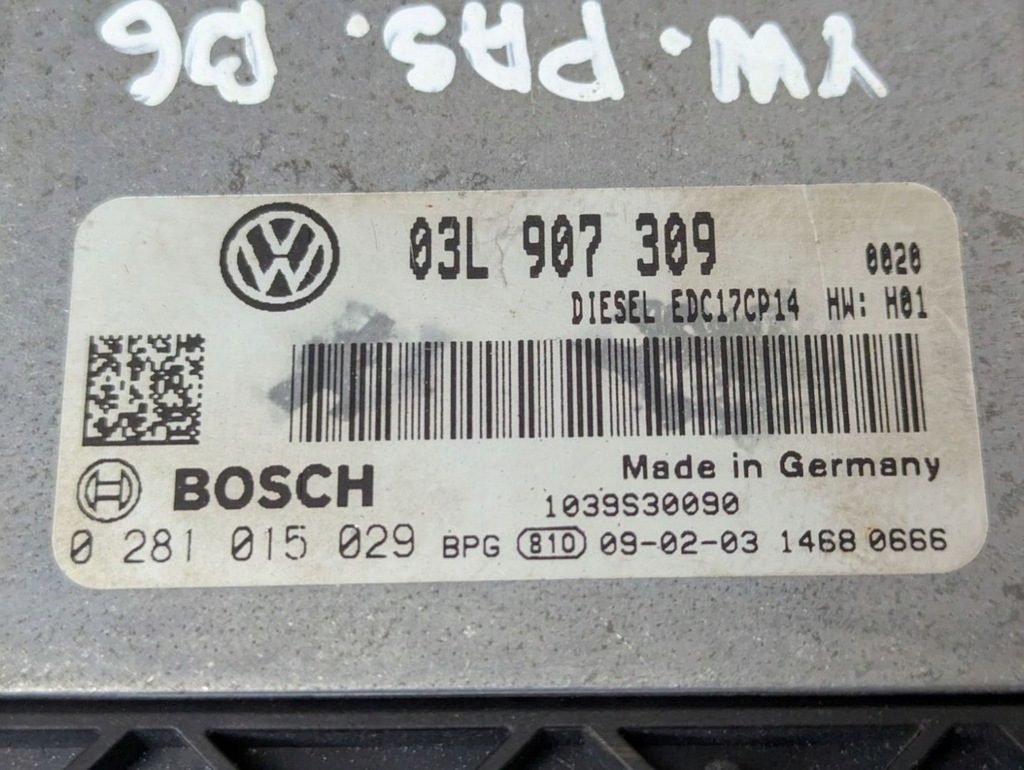 VW. PAS. B6
03L 907 309
0020
DIESEL EDC17CP14 HW: H01
BOSCH
Made in Germany
1039S30090
0 281 015 029 BPG 810 09-02-03 1468 0666